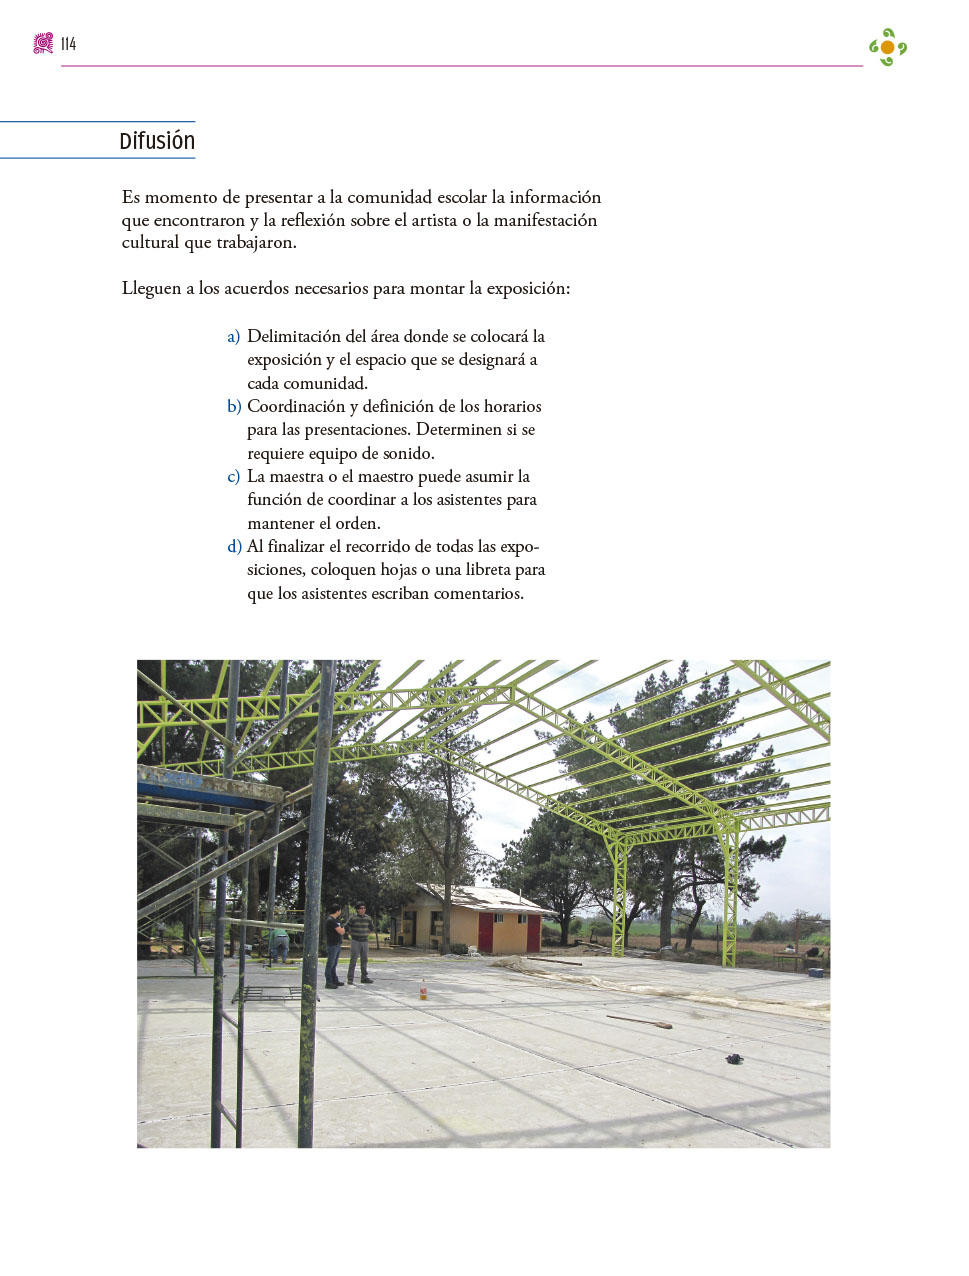 114
Difusión
Es momento de presentar a la comunidad escolar la información
que encontraron y la reflexión sobre el artista o la manifestación
cultural que trabajaron.
Lleguen a los acuerdos necesarios para montar la exposición:
a) Delimitación del área donde se colocará la
exposición y el espacio que se designará a
cada comunidad.
b) Coordinación y definición de los horarios
para las presentaciones. Determinen si se
requiere equipo de sonido.
c) La maestra o el maestro puede asumir la
función de coordinar a los asistentes para
mantener el orden.
d) Al finalizar el recorrido de todas las expo-
siciones, coloquen hojas o una libreta para
que los asistentes escriban comentarios.